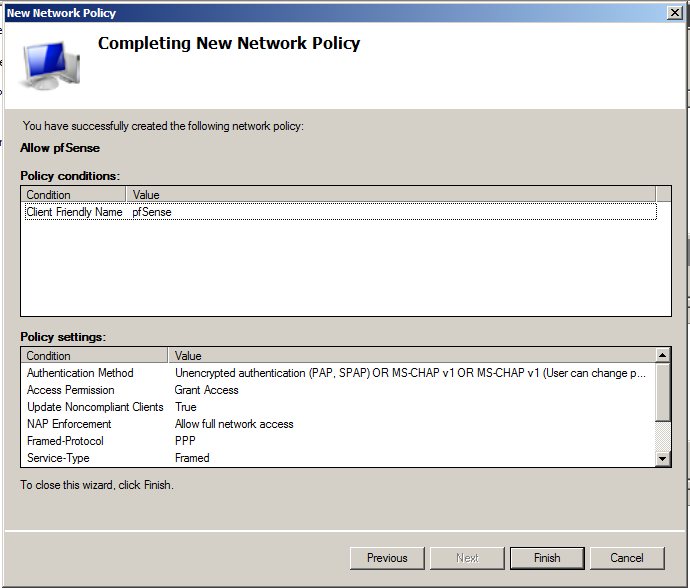 New Network Policy
Completing New Network Policy
You have successfully created the following network policy:
Allow pfSense
Policy conditions:
Condition Value
Client Friendly Name pfSense
Policy settings:
Condition Value
Authentication Method Unencrypted authentication (PAP, SPAP) OR MS-CHAP v1 OR MS-CHAP v1 (User can change p...
Access Permission Grant Access
Update Noncompliant Clients True
NAP Enforcement Allow full network access
Framed-Protocol PPP
Service-Type Framed
To close this wizard, click Finish.
Previous Next Finish Cancel